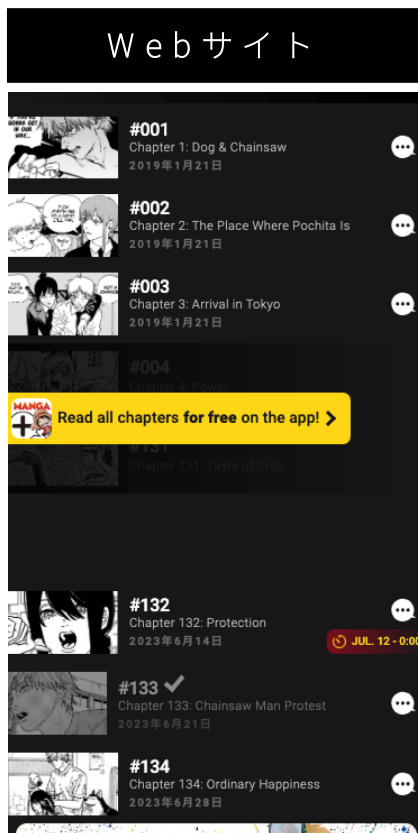 Webサイト
#001
Chapter 1: Dog & Chainsaw
2019年1月21日
#002
Chapter 2: The Place Where Pochita Is
2019年1月21日
#003
Chapter 3: Arrival in Tokyo
2019年1月21日
#004
Chapter 4: Power
MANGA
Read all chapters for free on the app!
#131
Chapter 131: Taste of Crap
#132
Chapter 132: Protection
2023年6月14日
JUL. 12 - 0:00
#133
Chapter 133: Chainsaw Man Protest
2023年6月21日
#134
Chapter 134: Ordinary Happiness
2023年6月28日